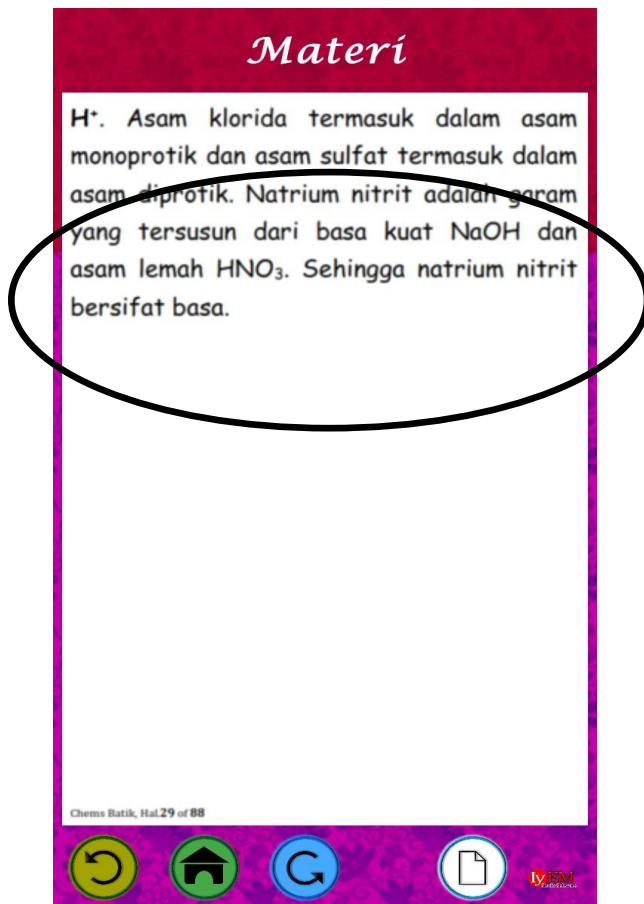 Materi
H⁺. Asam klorida termasuk dalam asam
monoprotik dan asam sulfat termasuk dalam
asam diprotik. Natrium nitrit adalah garam
yang tersusun dari basa kuat NaOH dan
asam lemah HNO₃. Sehingga natrium nitrit
bersifat basa.
Chems Batik, Hal.29 of 88